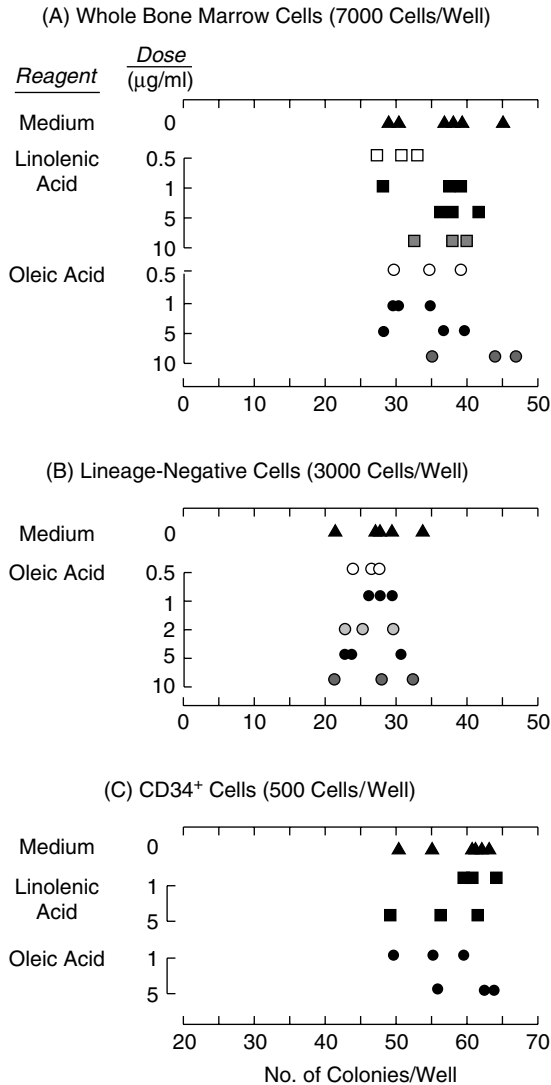 (A) Whole Bone Marrow Cells (7000 Cells/Well)
Reagent Dose (μg/ml)
Medium 0
Linolenic Acid 0.5
1
5
10
Oleic Acid 0.5
1
5
10
0 10 20 30 40 50
(B) Lineage-Negative Cells (3000 Cells/Well)
Medium 0
Oleic Acid 0.5
1
2
5
10
0 10 20 30 40 50
(C) CD34⁺ Cells (500 Cells/Well)
Medium 0
Linolenic Acid 1
5
Oleic Acid 1
5
20 30 40 50 60 70
No. of Colonies/Well